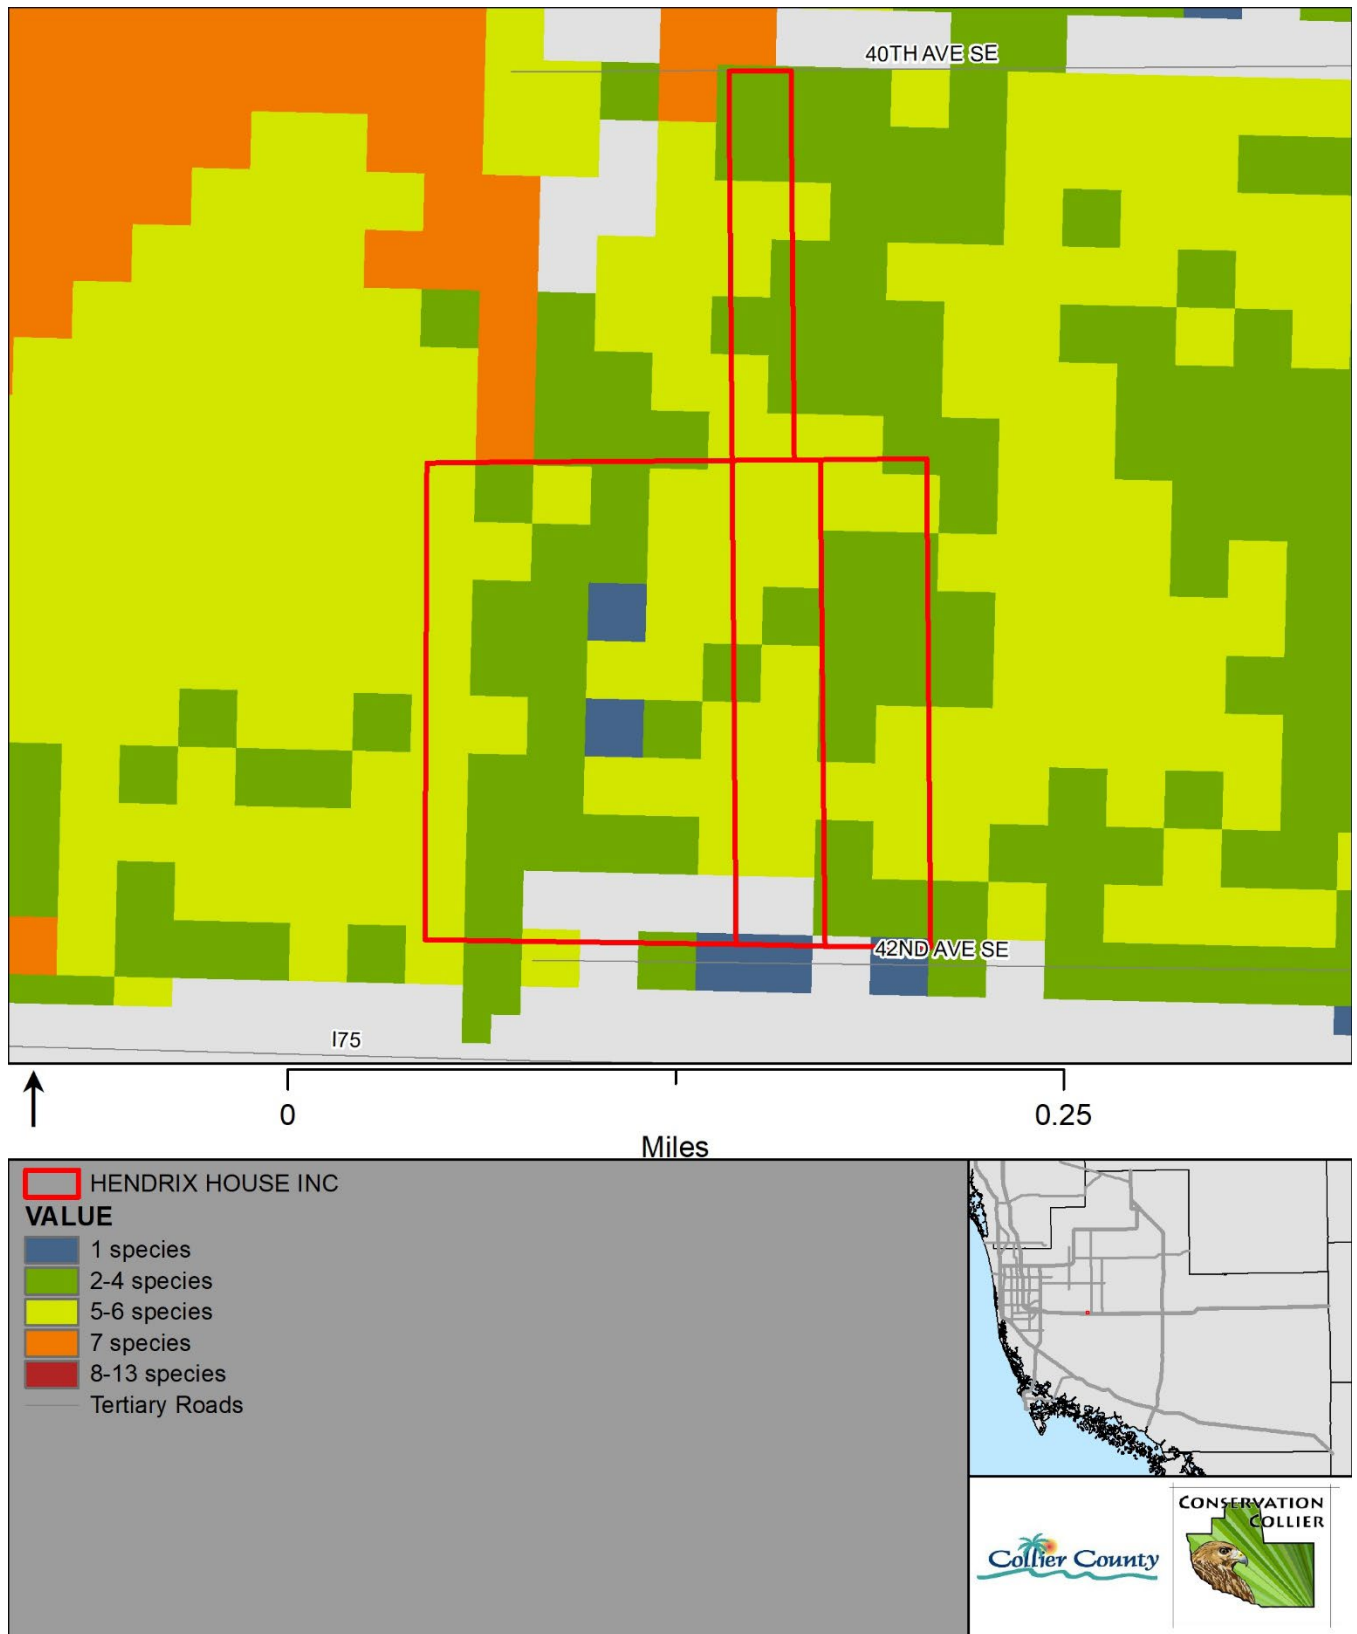 40TH AVE SE
42ND AVE SE
I75
0
0.25
Miles
HENDRIX HOUSE INC
VALUE
1 species
2-4 species
5-6 species
7 species
8-13 species
Tertiary Roads
CONSERVATION
COLLIER
Collier County